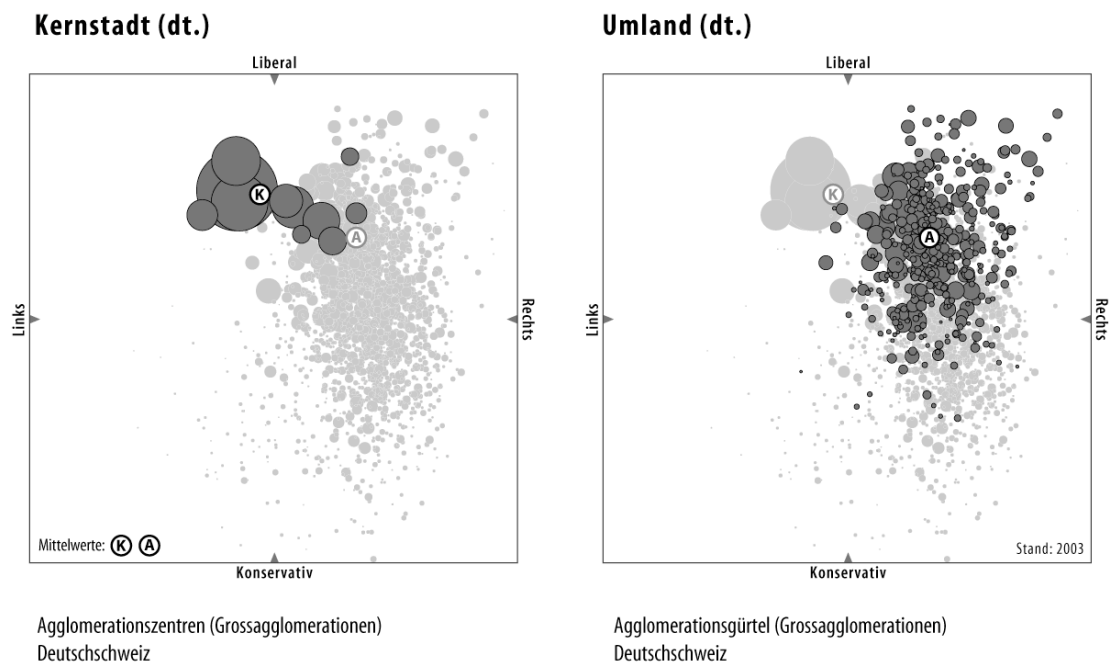 Kernstadt (dt.)
Umland (dt.)
Liberal
Liberal
K
A
K
A
Links
Rechts
Links
Rechts
Mittelwerte: K A
Stand: 2003
Konservativ
Konservativ
Agglomerationszentren (Grossagglomerationen)
Deutschschweiz
Agglomerationsgürtel (Grossagglomerationen)
Deutschschweiz